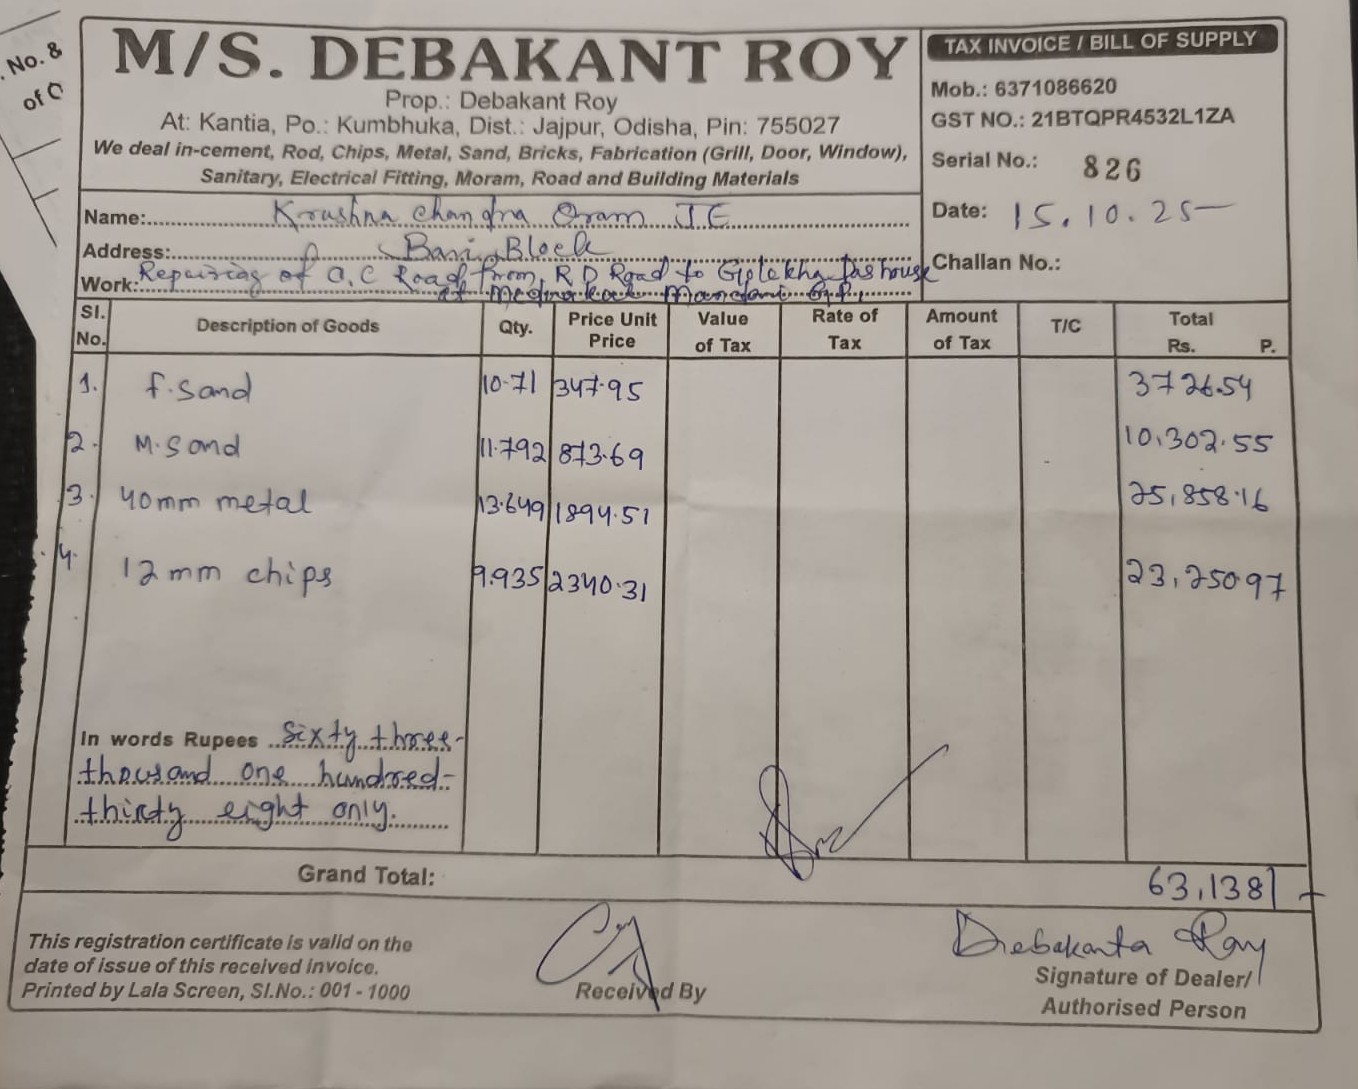 . No. &
of C
M/S. DEBAKANT ROY
Prop.: Debakant Roy
At: Kantia, Po.: Kumbhuka, Dist.: Jajpur, Odisha, Pin: 755027
We deal in-cement, Rod, Chips, Metal, Sand, Bricks, Fabrication (Grill, Door, Window),
Sanitary, Electrical Fitting, Moram, Road and Building Materials
TAX INVOICE / BILL OF SUPPLY
Mob.: 6371086620
GST NO.: 21BTQPR4532L1ZA
Serial No.: 826
Date: 15.10.25
Challan No.:
Name: Krushna Chandra Oram J.E
Address: Bari Block
Work: Repairing of C.C Road from R D Road to Das house
at Mandari G.P.
Sl. No. Description of Goods Qty. Price Unit Price Value of Tax Rate of Tax Amount of Tax T/C Total Rs. P.
1. f. Sand 10.71 347.95 3726.54
2. M. Sand 11.792 873.69 10,302.55
3. 40mm metal 13.649 1894.51 25,858.16
4. 12mm chips 9.935 2340.31 23,250.97
In words Rupees Sixty three-
thousand one hundred-
thirty eight only.
Grand Total: 63,138/-
This registration certificate is valid on the
date of issue of this received invoice.
Printed by Lala Screen, Sl.No.: 001 - 1000
Received By
Debakanta Roy
Signature of Dealer/
Authorised Person